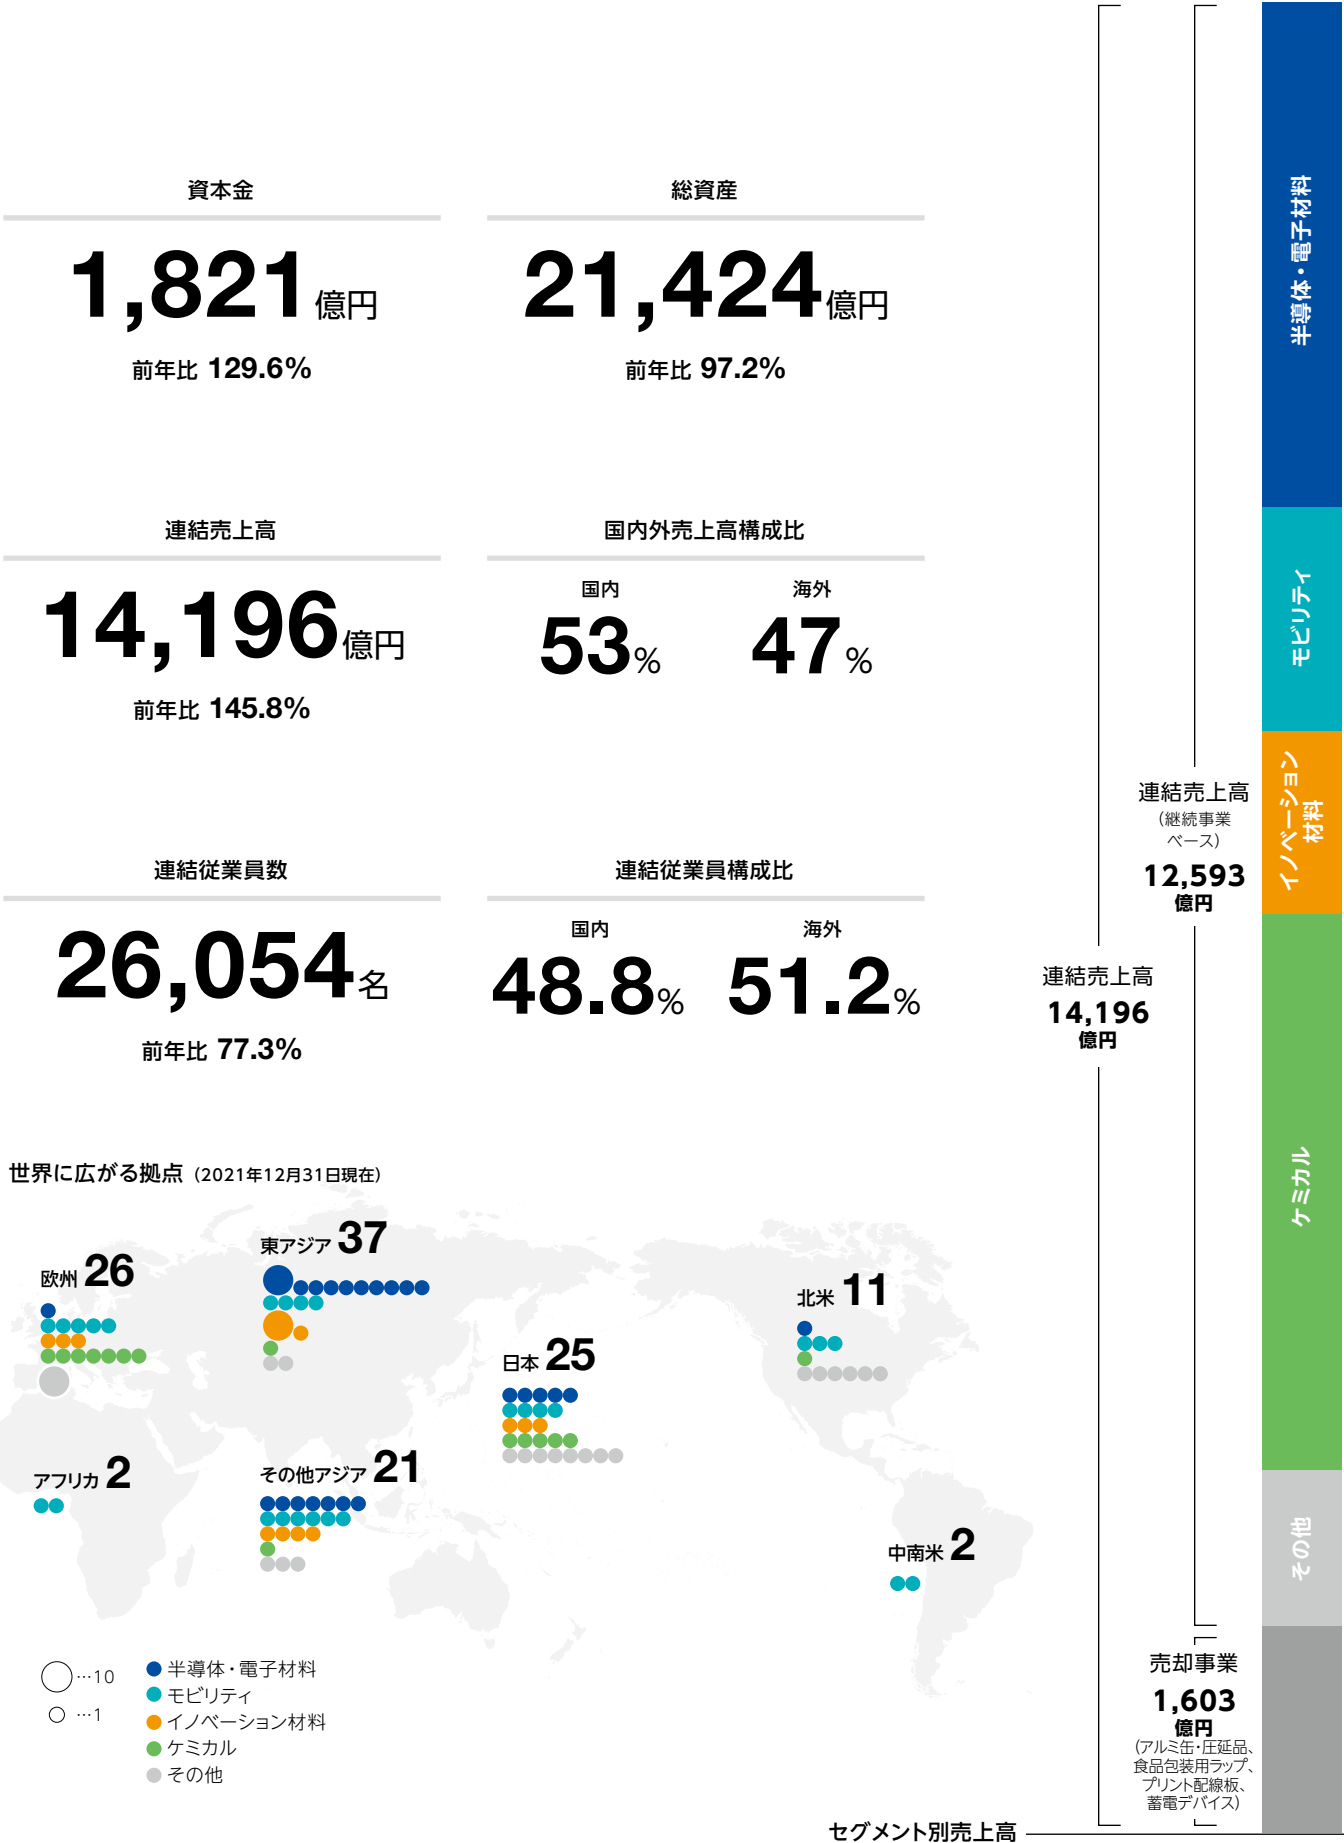 資本金
1,821億円
前年比 129.6%
総資産
21,424億円
前年比 97.2%
連結売上高
14,196億円
前年比 145.8%
国内外売上高構成比
国内
53%
海外
47%
連結従業員数
26,054名
前年比 77.3%
連結従業員構成比
国内
48.8%
海外
51.2%
世界に広がる拠点（2021年12月31日現在）
欧州 26
東アジア 37
日本 25
北米 11
アフリカ 2
その他アジア 21
中南米 2
…10
…1
半導体・電子材料
モビリティ
イノベーション材料
ケミカル
その他
連結売上高
14,196
億円
連結売上高
（継続事業
ベース）
12,593
億円
売却事業
1,603
億円
(アルミ缶・圧延品、
食品包装用ラップ、
プリント配線板、
蓄電デバイス)
半導体・電子材料
モビリティ
イノベーション
材料
ケミカル
その他
セグメント別売上高